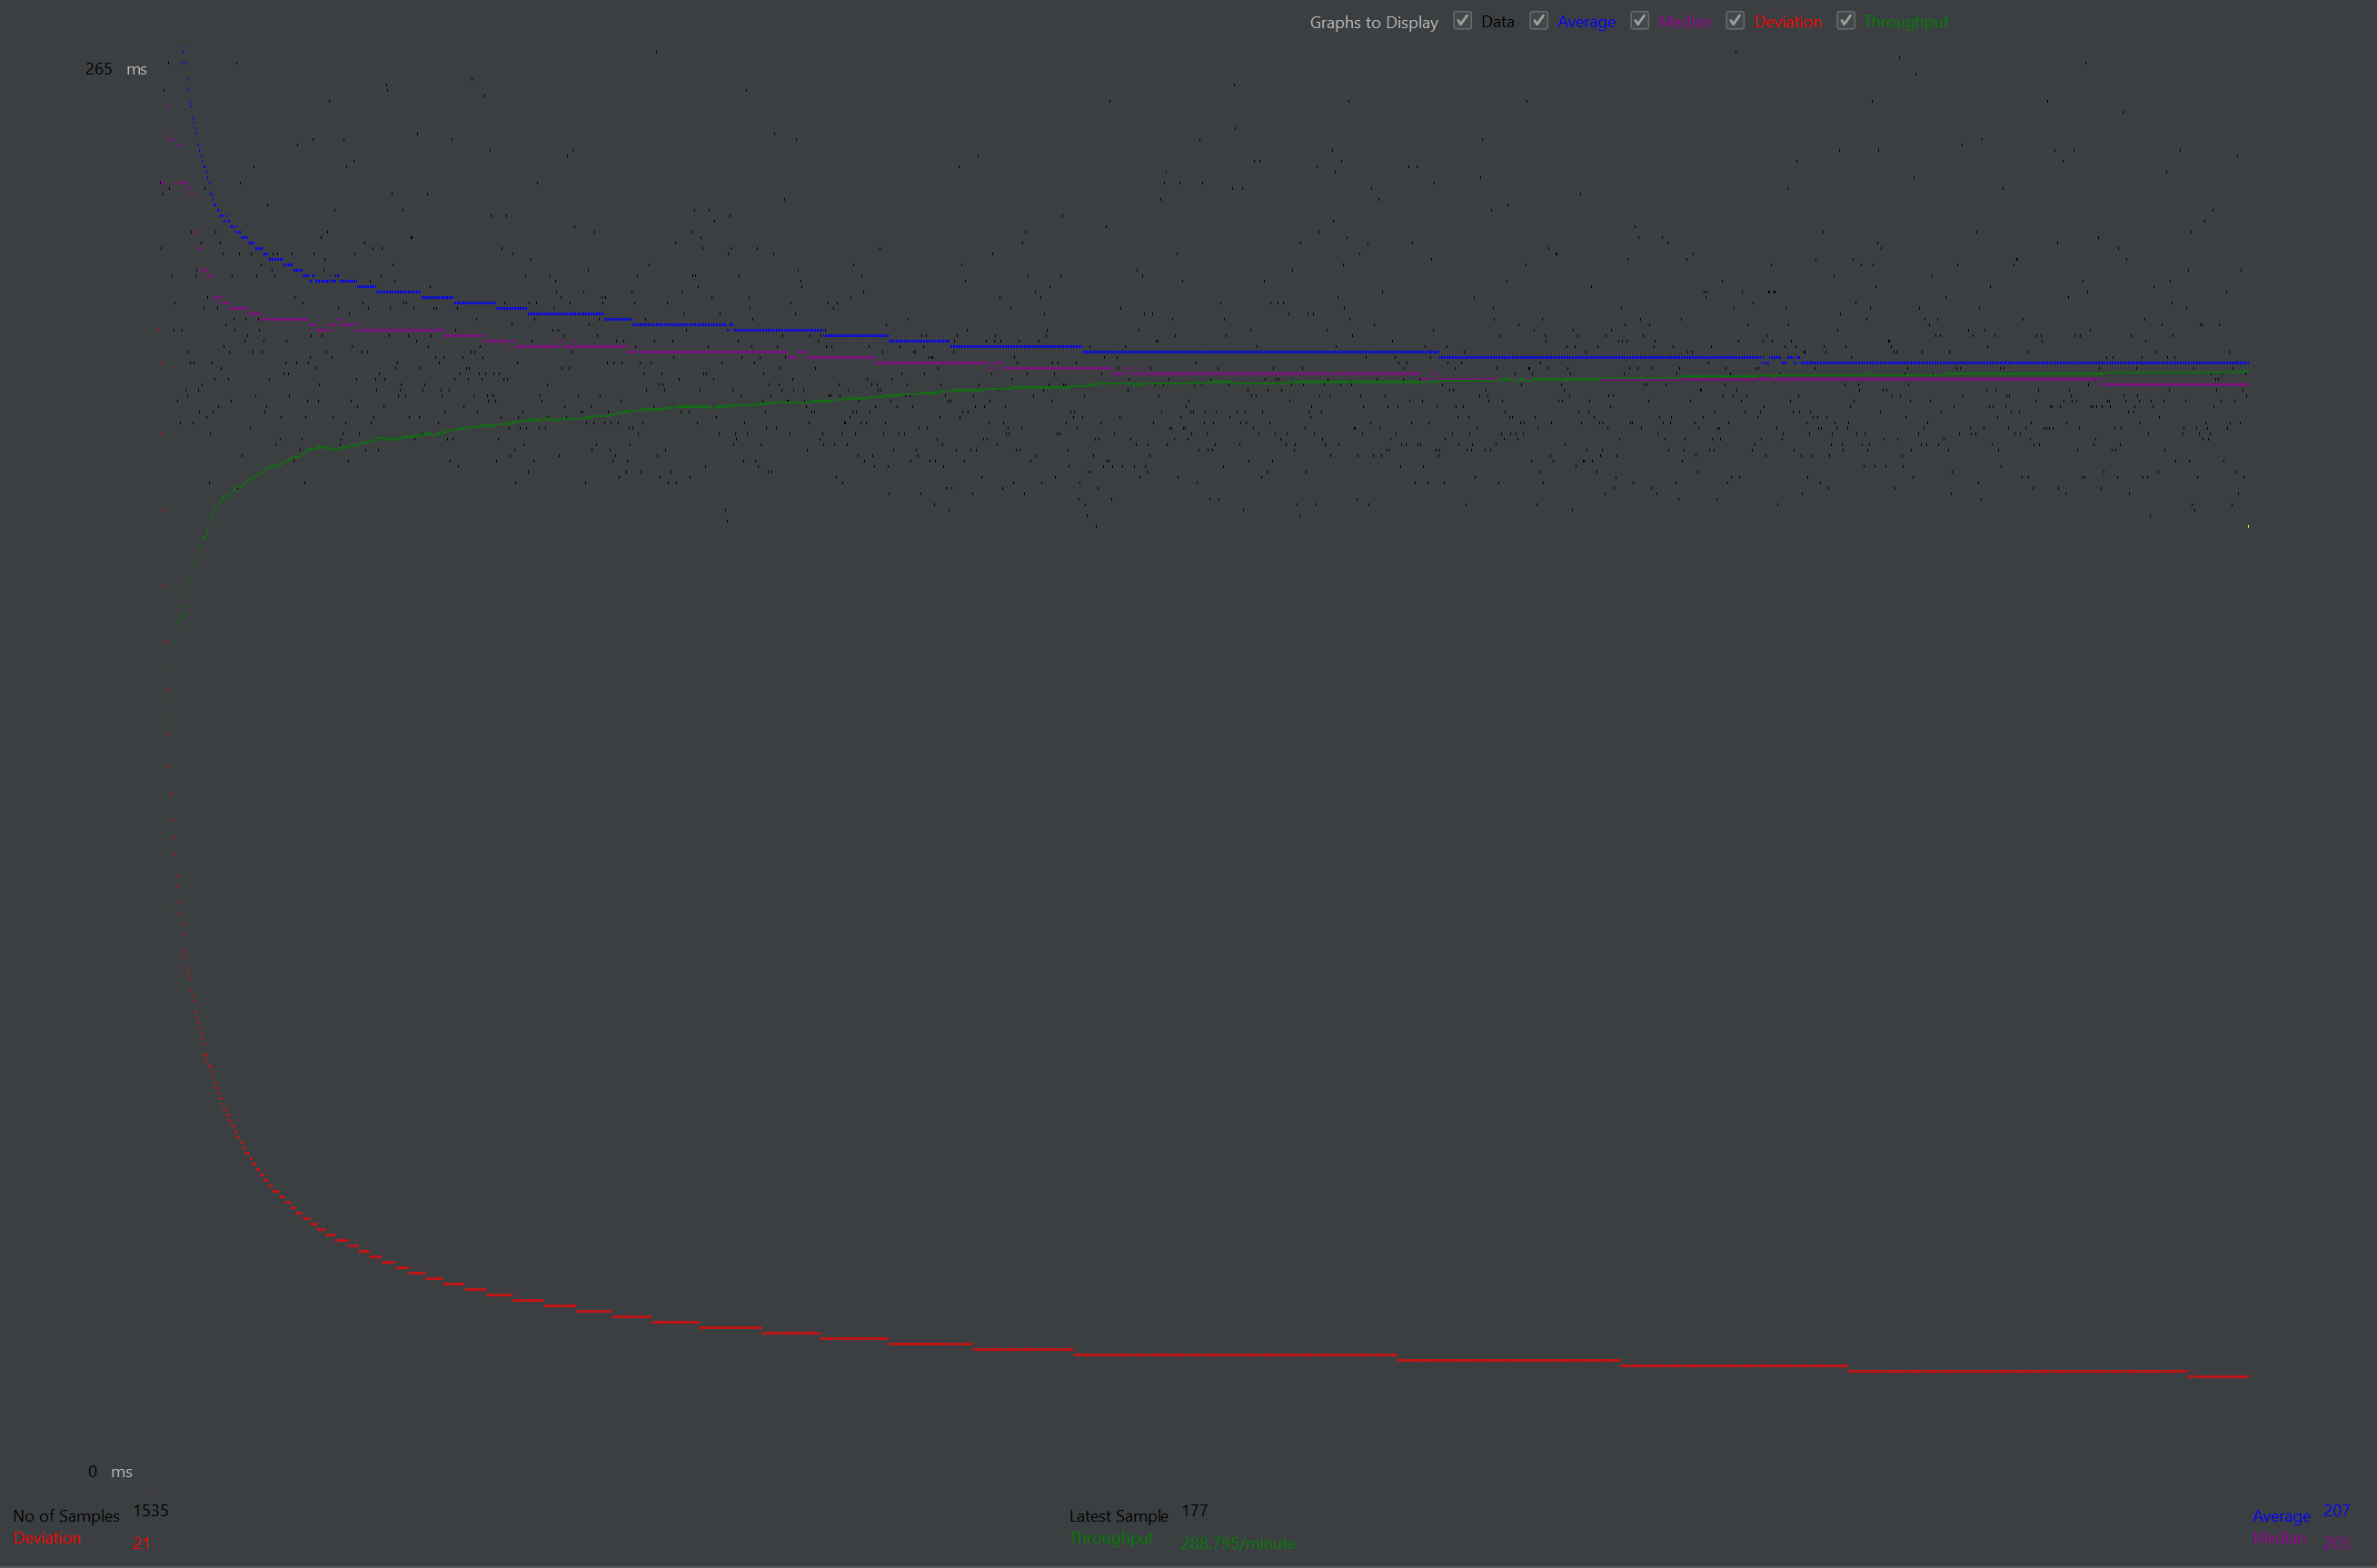 Graphs to Display Data Average Median Deviation Throughput
265 ms
0 ms
No of Samples 1535 Latest Sample 177 Average 207
Deviation 21 Throughput 288.795/minute Median 203